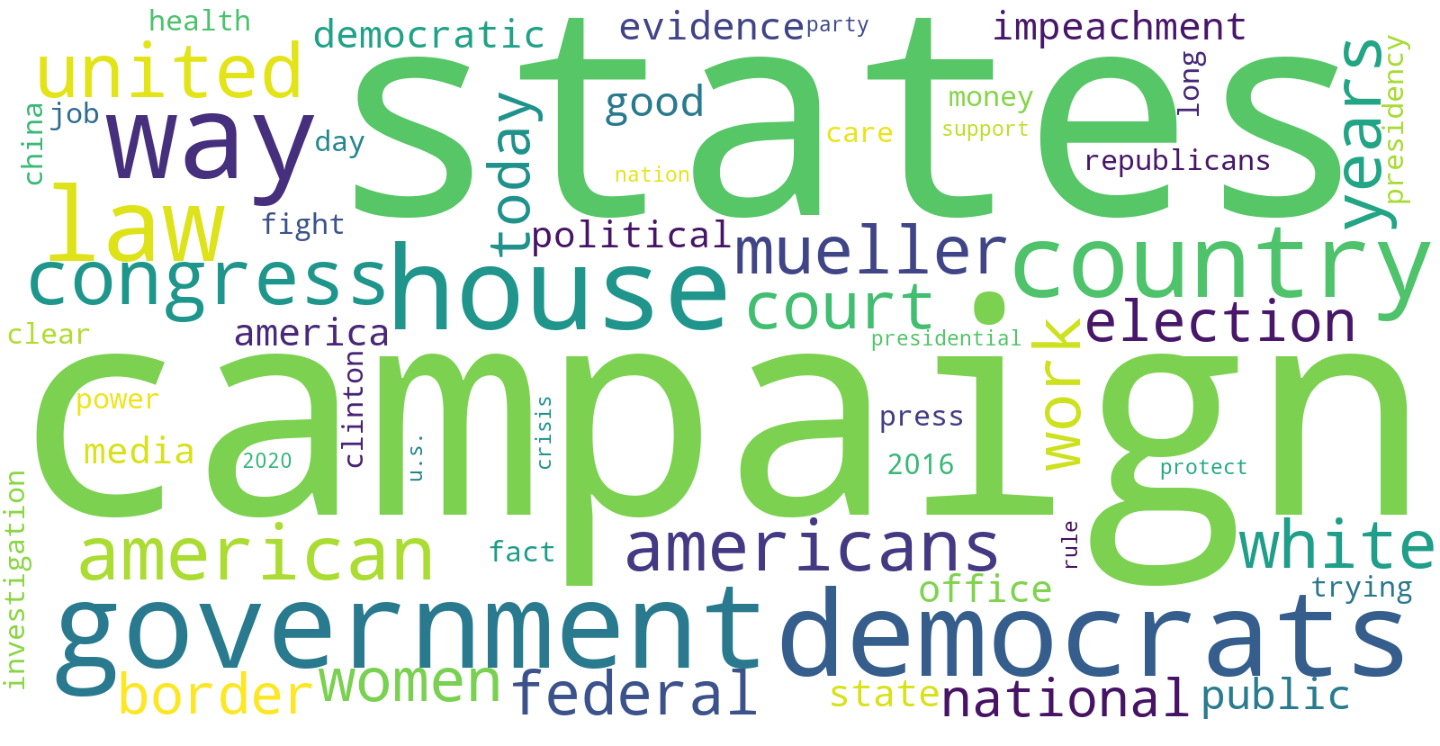 health
democratic
evidence
party
impeachment
united
states
years
presidency
way
job
day
china
today
good
money
long
care
support
republicans
nation
law
fight
political
mueller
country
congress
house
court
election
clear
america
presidential
work
campaign
clinton
power
media
2020
u.s.
crisis
press
2016
protect
investigation
american
fact
americans
rule
white
office
trying
government
democrats
border
women
federal
state
national
public